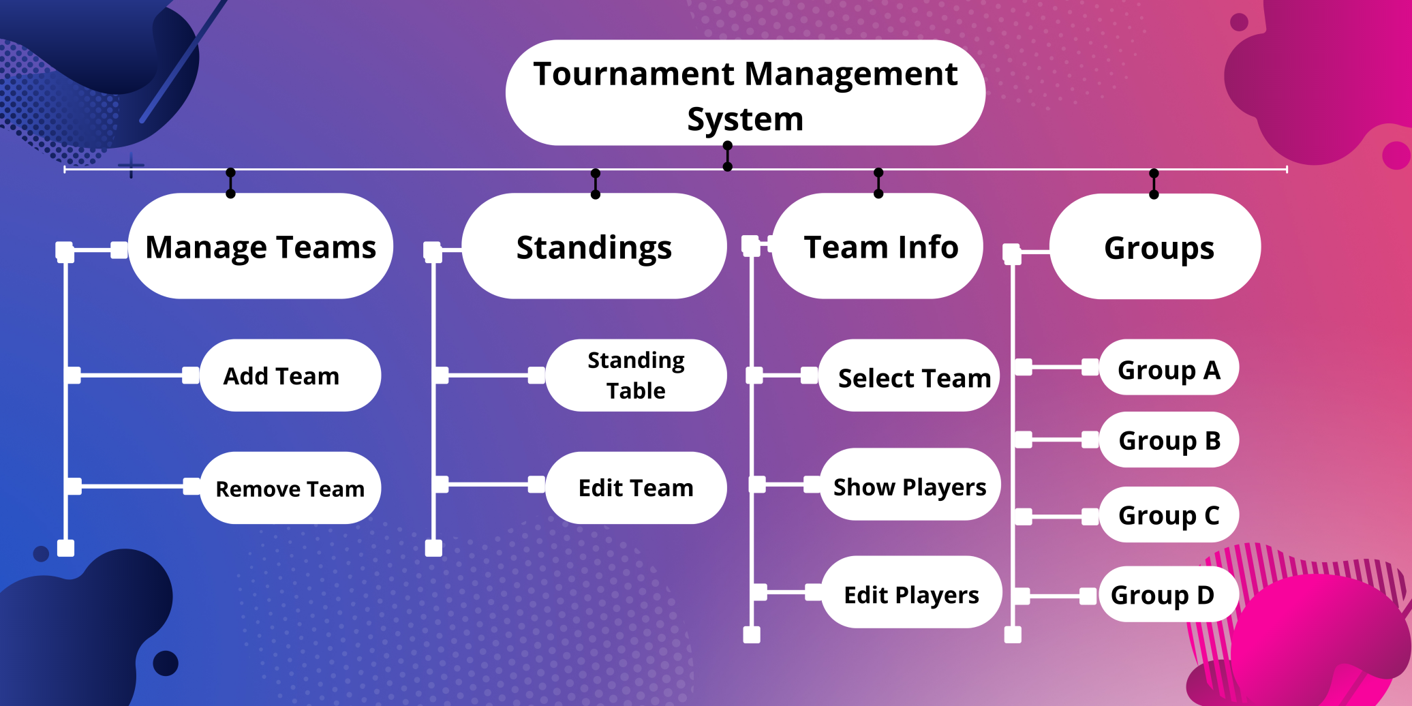 Tournament Management
System
Manage Teams
Standings
Team Info
Groups
Add Team
Remove Team
Standing
Table
Edit Team
Select Team
Show Players
Edit Players
Group A
Group B
Group C
Group D